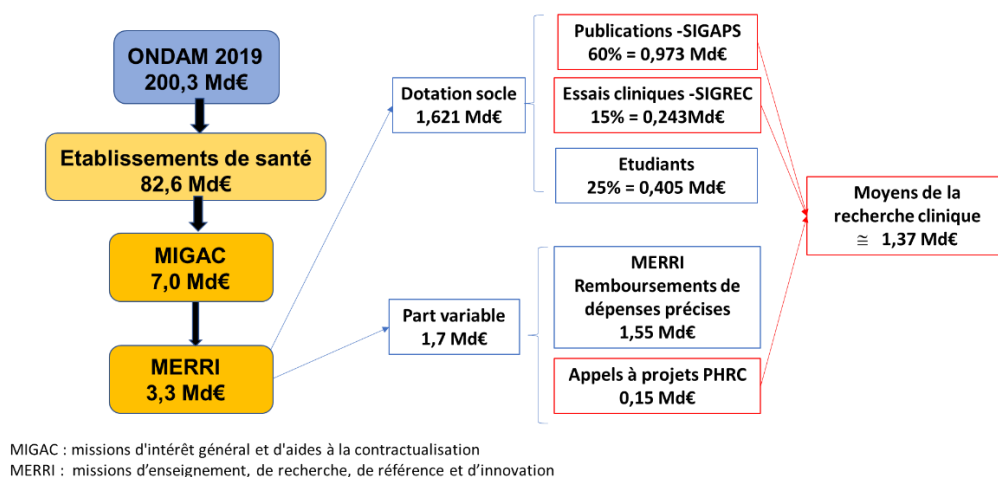 ONDAM 2019
200,3 Md€
Etablissements de santé
82,6 Md€
MIGAC
7,0 Md€
MERRI
3,3 Md€
Dotation socle
1,621 Md€
Part variable
1,7 Md€
Publications -SIGAPS
60% = 0,973 Md€
Essais cliniques -SIGREC
15% = 0,243Md€
Etudiants
25% = 0,405 Md€
MERRI
Remboursements de
dépenses précises
1,55 Md€
Appels à projets PHRC
0,15 Md€
Moyens de la
recherche clinique
≅ 1,37 Md€
MIGAC : missions d'intérêt général et d'aides à la contractualisation
MERRI : missions d’enseignement, de recherche, de référence et d’innovation